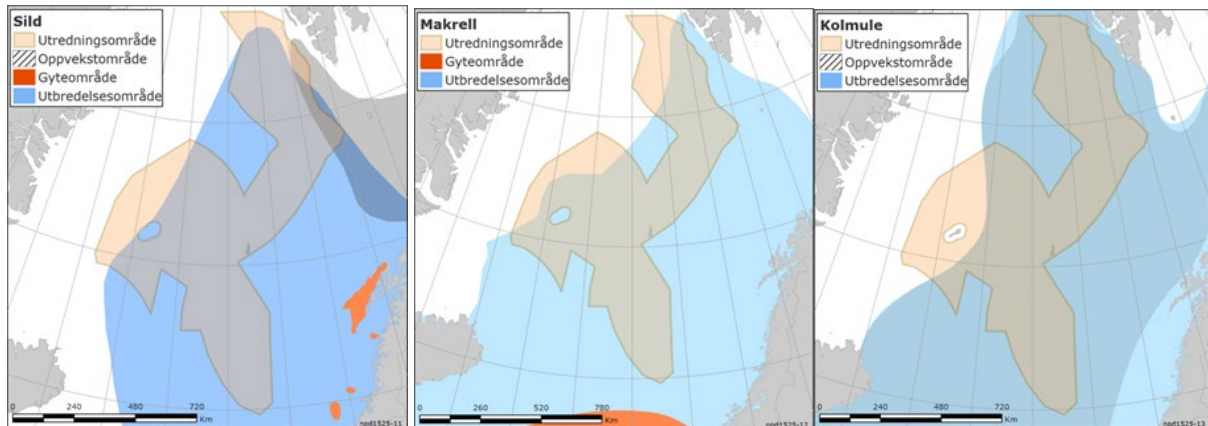 Sild
Utredningsområde
Oppvekstområde
Gyteområde
Utbredelsesområde
0 240 480 720
Km
npd1525-11
Makrell
Utredningsområde
Gyteområde
Utbredelsesområde
0 260 520 780
Km
npd1525-12
Kolmule
Utredningsområde
Oppvekstområde
Utbredelsesområde
0 240 480 720
Km
npd1525-13